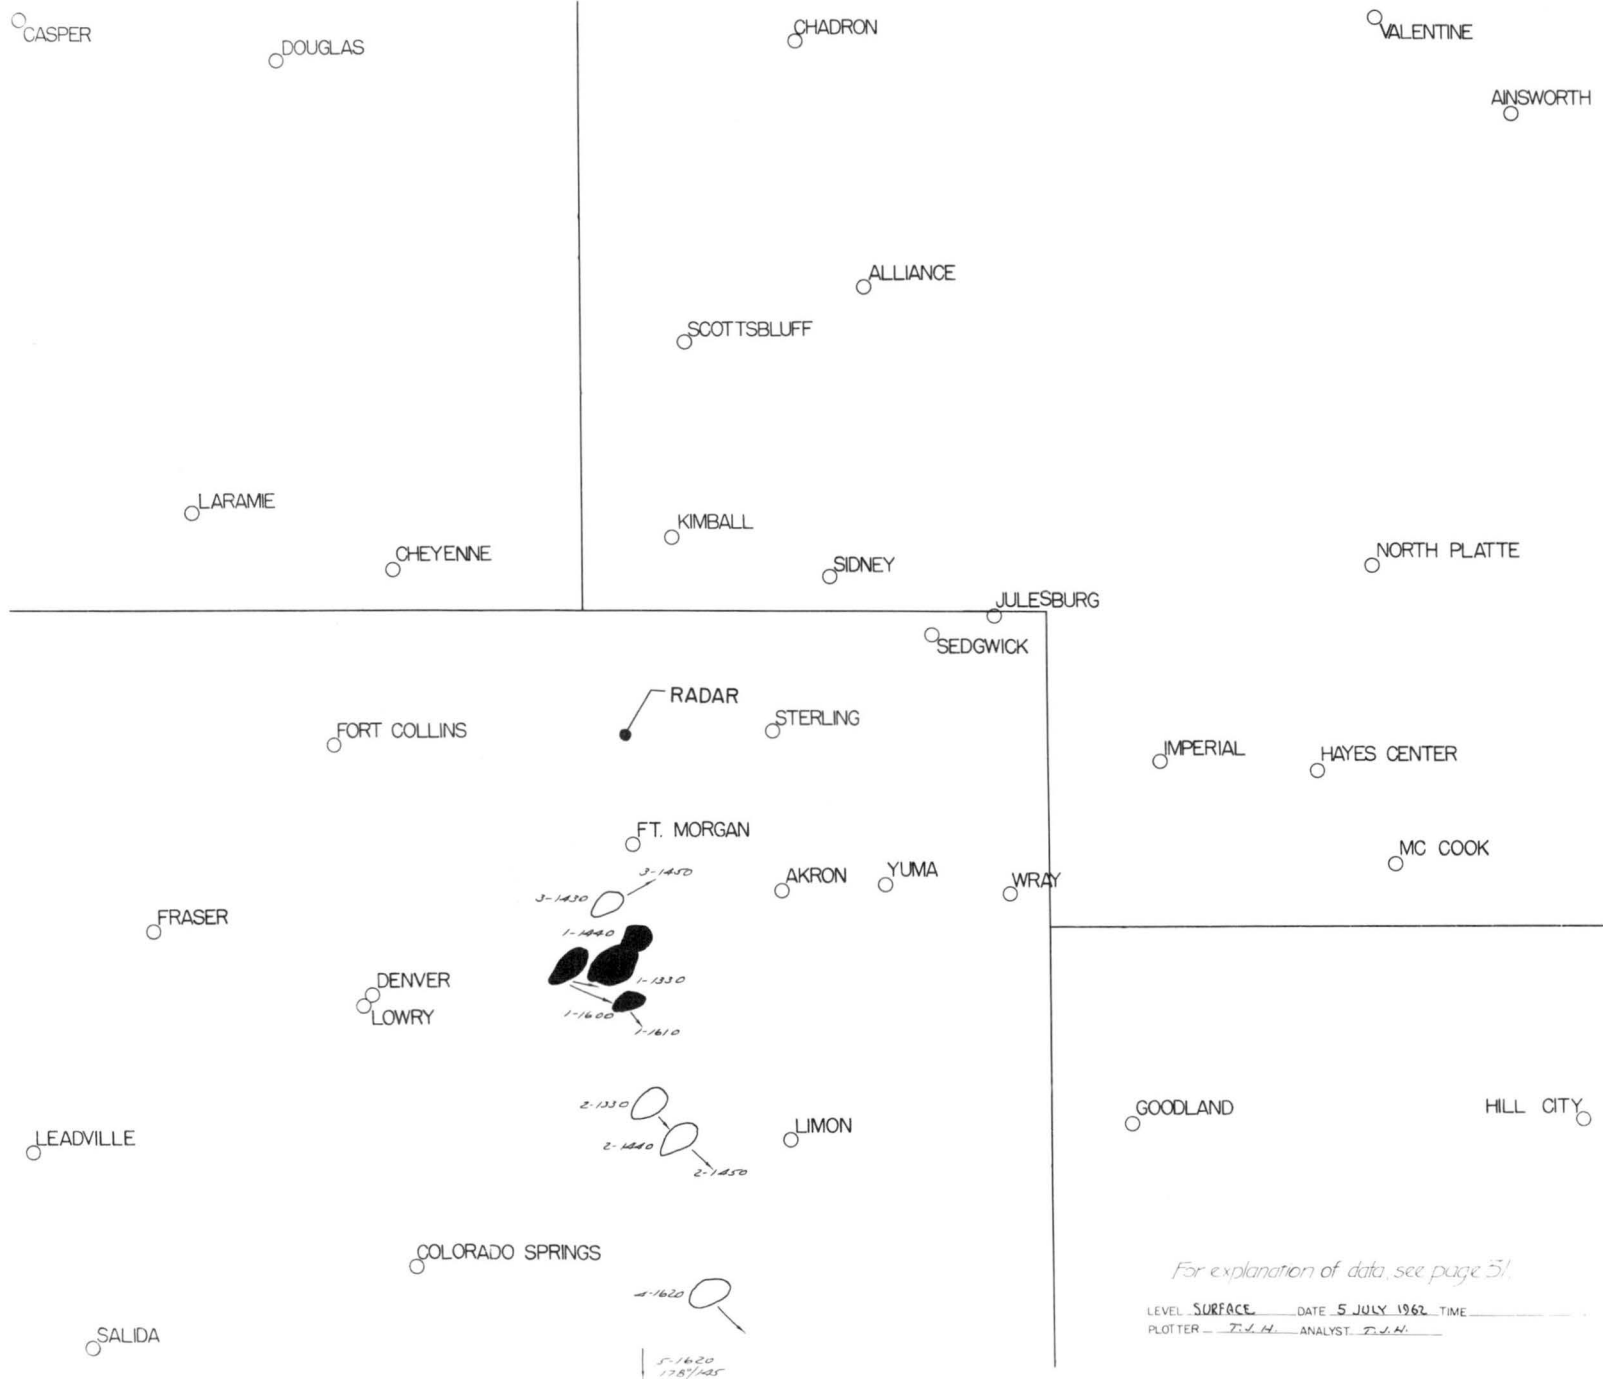 CASPER
DOUGLAS
CHADRON
VALENTINE
AINSWORTH
ALLIANCE
SCOTTSBLUFF
LARAMIE
CHEYENNE
KIMBALL
SIDNEY
NORTH PLATTE
JULESBURG
SEDGWICK
RADAR
FORT COLLINS
STERLING
IMPERIAL
HAYES CENTER
FT. MORGAN
MC COOK
3-1450
AKRON
YUMA
WRAY
3-1430
FRASER
1-1440
DENVER
1-1330
LOWRY
1-1600
1-1610
2-1330
GOODLAND
HILL CITY
LIMON
LEADVILLE
2-1440
2-1450
COLORADO SPRINGS
4-1620
For explanation of data, see page 31.
LEVEL SURFACE DATE 5 JULY 1962 TIME
PLOTTER T.J.H. ANALYST T.J.H.
SALIDA
5-1620
178°/145